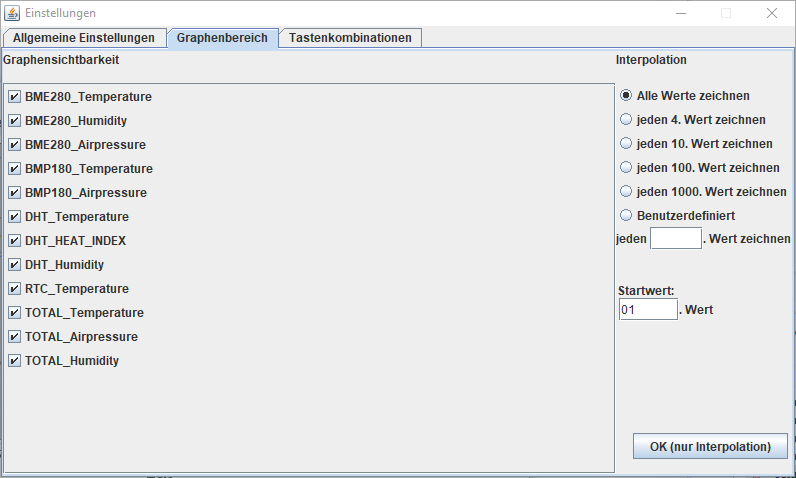 Einstellungen
Allgemeine Einstellungen
Graphenbereich
Tastenkombinationen
Graphensichtbarkeit
BME280_Temperature
BME280_Humidity
BME280_Airpressure
BMP180_Temperature
BMP180_Airpressure
DHT_Temperature
DHT_HEAT_INDEX
DHT_Humidity
RTC_Temperature
TOTAL_Temperature
TOTAL_Airpressure
TOTAL_Humidity
Interpolation
Alle Werte zeichnen
jeden 4. Wert zeichnen
jeden 10. Wert zeichnen
jeden 100. Wert zeichnen
jeden 1000. Wert zeichnen
Benutzerdefiniert
jeden . Wert zeichnen
Startwert:
01 . Wert
OK (nur Interpolation)